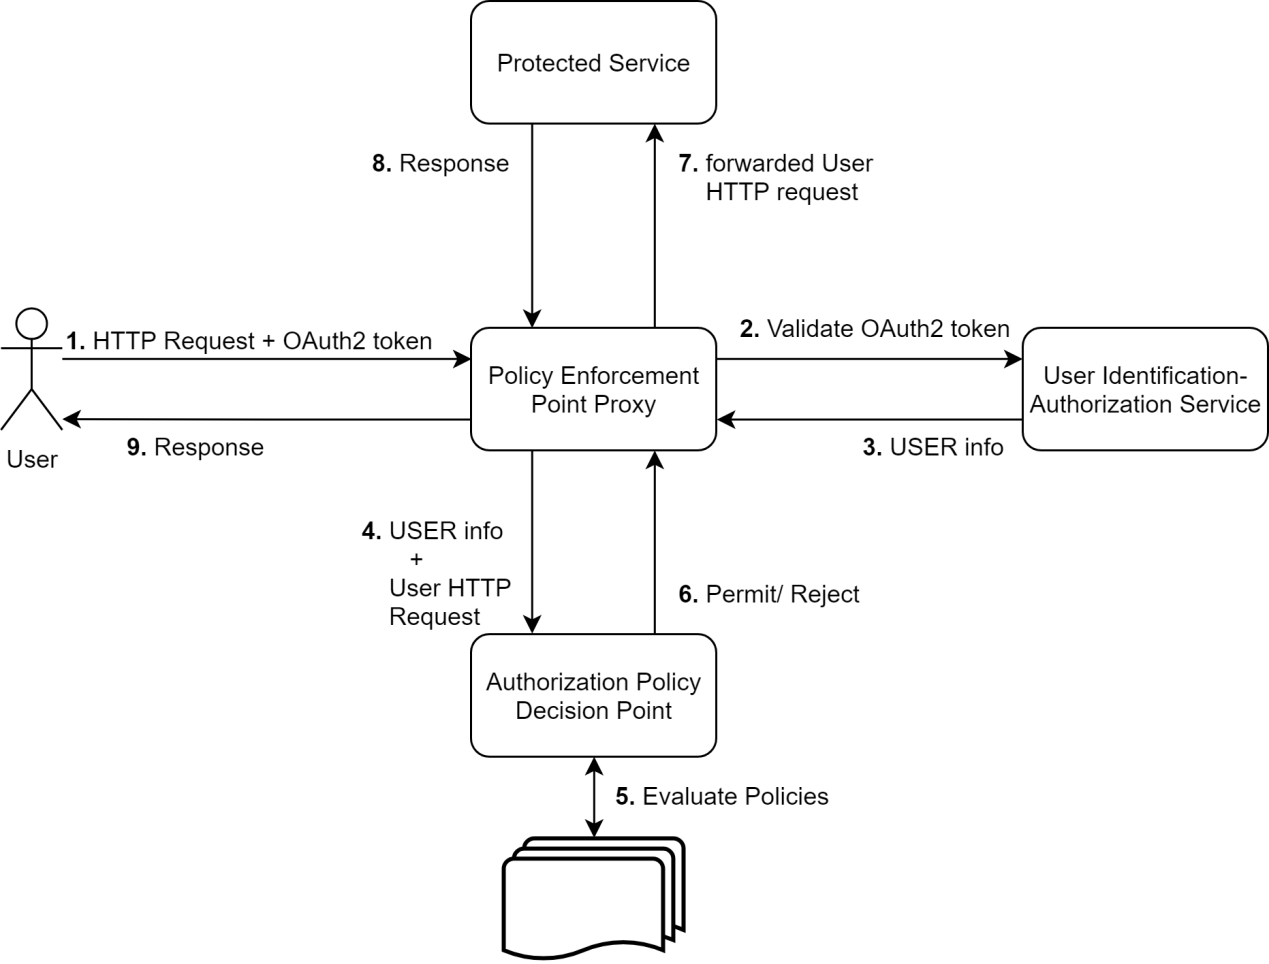 Protected Service
8. Response
7. forwarded User
HTTP request
1. HTTP Request + OAuth2 token
2. Validate OAuth2 token
Policy Enforcement
Point Proxy
User Identification-
Authorization Service
9. Response
3. USER info
User
4. USER info
+
User HTTP
Request
6. Permit/ Reject
Authorization Policy
Decision Point
5. Evaluate Policies